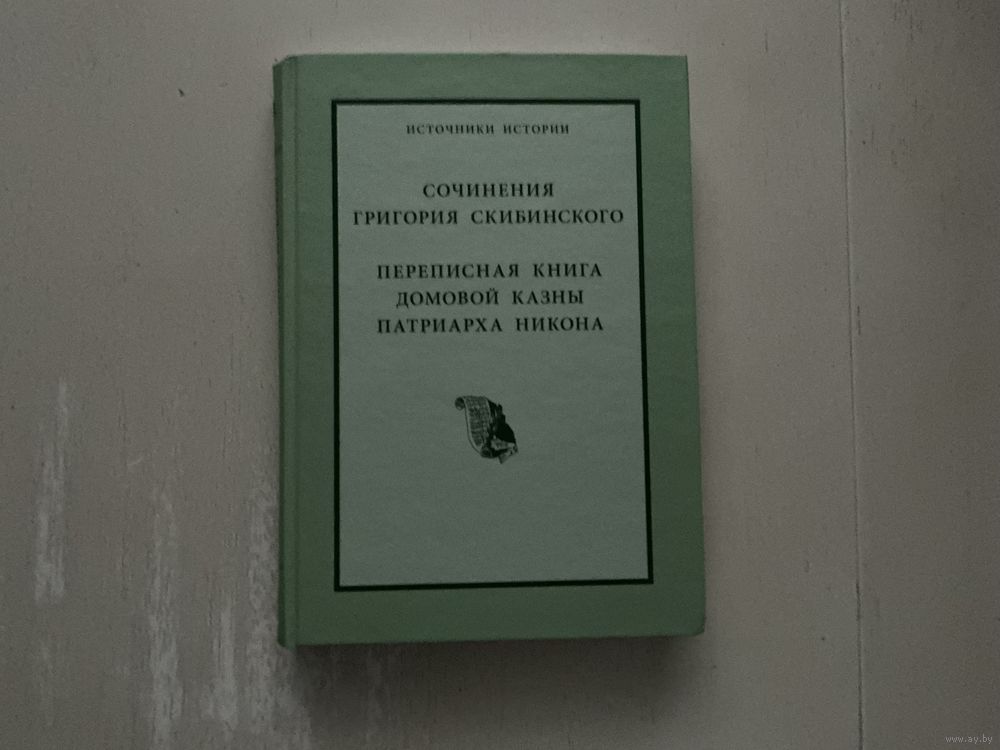 ИСТОЧНИКИ ИСТОРИИ
СОЧИНЕНИЯ
ГРИГОРИЯ СКИБИНСКОГО
ПЕРЕПИСНАЯ КНИГА
ДОМОВОЙ КАЗНЫ
ПАТРИАРХА НИКОНА
www.ay.by